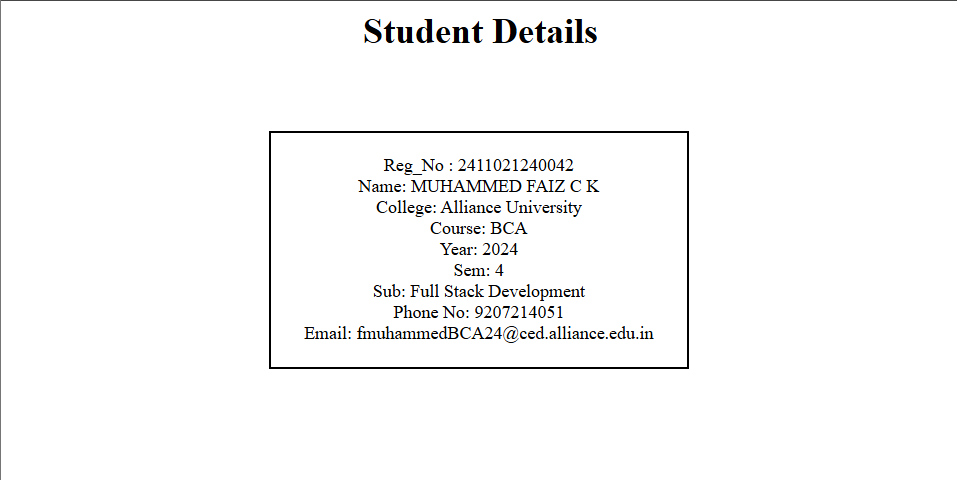 Student Details
Reg_No : 2411021240042
Name: MUHAMMED FAIZ C K
College: Alliance University
Course: BCA
Year: 2024
Sem: 4
Sub: Full Stack Development
Phone No: 9207214051
Email: fmuhammedBCA24@ced.alliance.edu.in